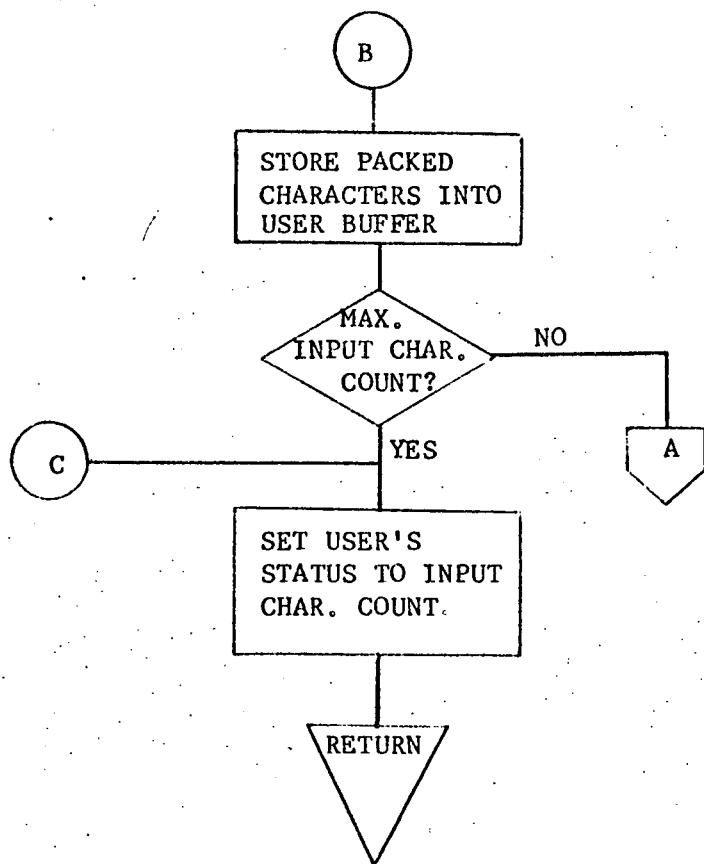 B
STORE PACKED
CHARACTERS INTO
USER BUFFER
MAX.
INPUT CHAR.
COUNT?
NO
A
YES
C
SET USER'S
STATUS TO INPUT
CHAR. COUNT.
RETURN